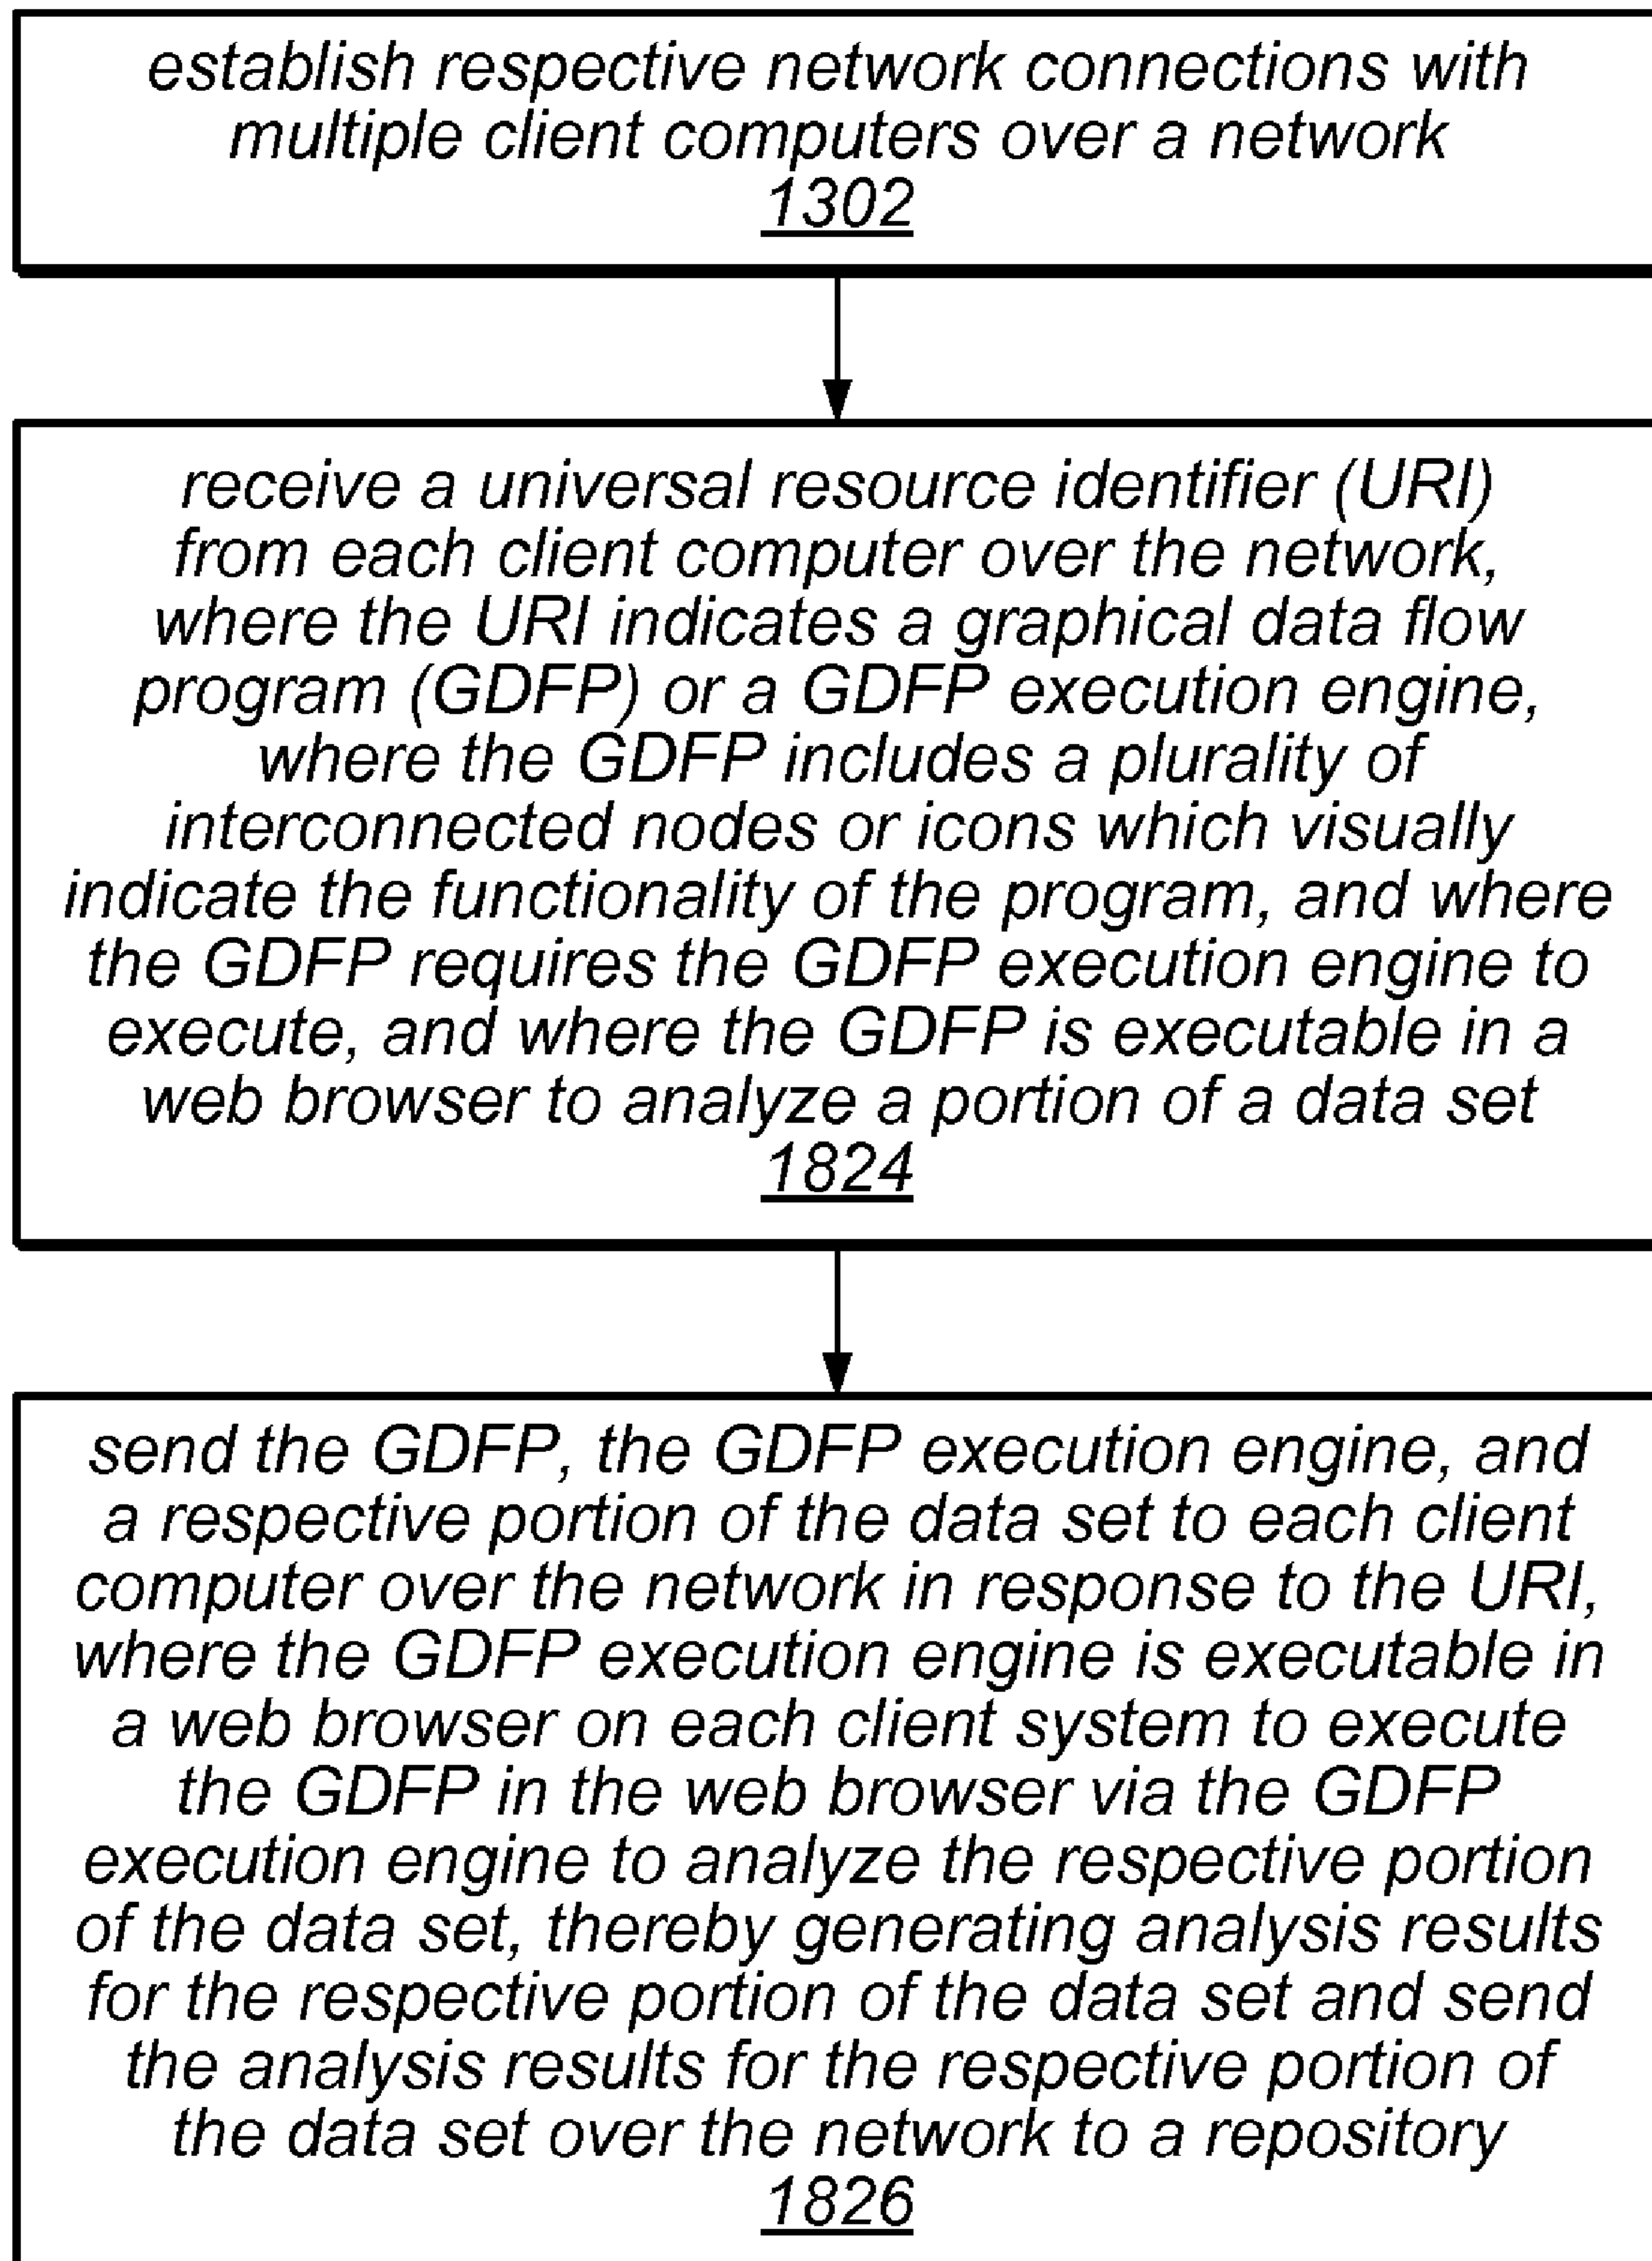 establish respective network connections with
multiple client computers over a network
1302
receive a universal resource identifier (URI)
from each client computer over the network,
where the URI indicates a graphical data flow
program (GDFP) or a GDFP execution engine,
where the GDFP includes a plurality of
interconnected nodes or icons which visually
indicate the functionality of the program, and where
the GDFP requires the GDFP execution engine to
execute, and where the GDFP is executable in a
web browser to analyze a portion of a data set
1824
send the GDFP, the GDFP execution engine, and
a respective portion of the data set to each client
computer over the network in response to the URI,
where the GDFP execution engine is executable in
a web browser on each client system to execute
the GDFP in the web browser via the GDFP
execution engine to analyze the respective portion
of the data set, thereby generating analysis results
for the respective portion of the data set and send
the analysis results for the respective portion of
the data set over the network to a repository
1826